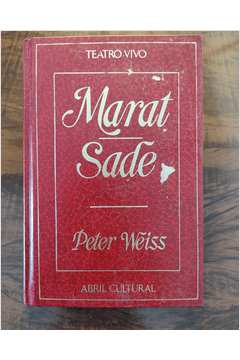 TEATRO VIVO
Marat
Sade
Peter Weiss
ABRIL CULTURAL